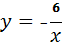 y = -6/x